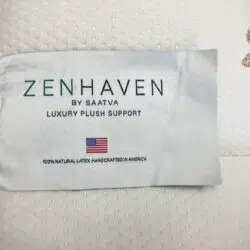 ZENHAVEN
BY SAATVA
LUXURY PLUSH SUPPORT
100% NATURAL LATEX HANDCRAFTED IN AMERICA